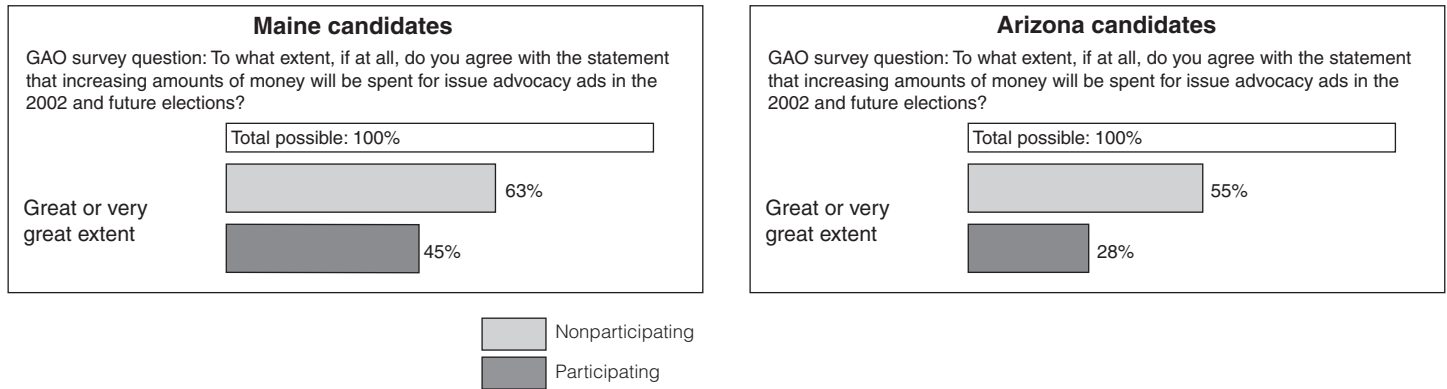 Maine candidates
GAO survey question: To what extent, if at all, do you agree with the statement
that increasing amounts of money will be spent for issue advocacy ads in the
2002 and future elections?
Total possible: 100%
63%
Great or very
great extent
45%
Arizona candidates
GAO survey question: To what extent, if at all, do you agree with the statement
that increasing amounts of money will be spent for issue advocacy ads in the
2002 and future elections?
Total possible: 100%
55%
Great or very
great extent
28%
Nonparticipating
Participating